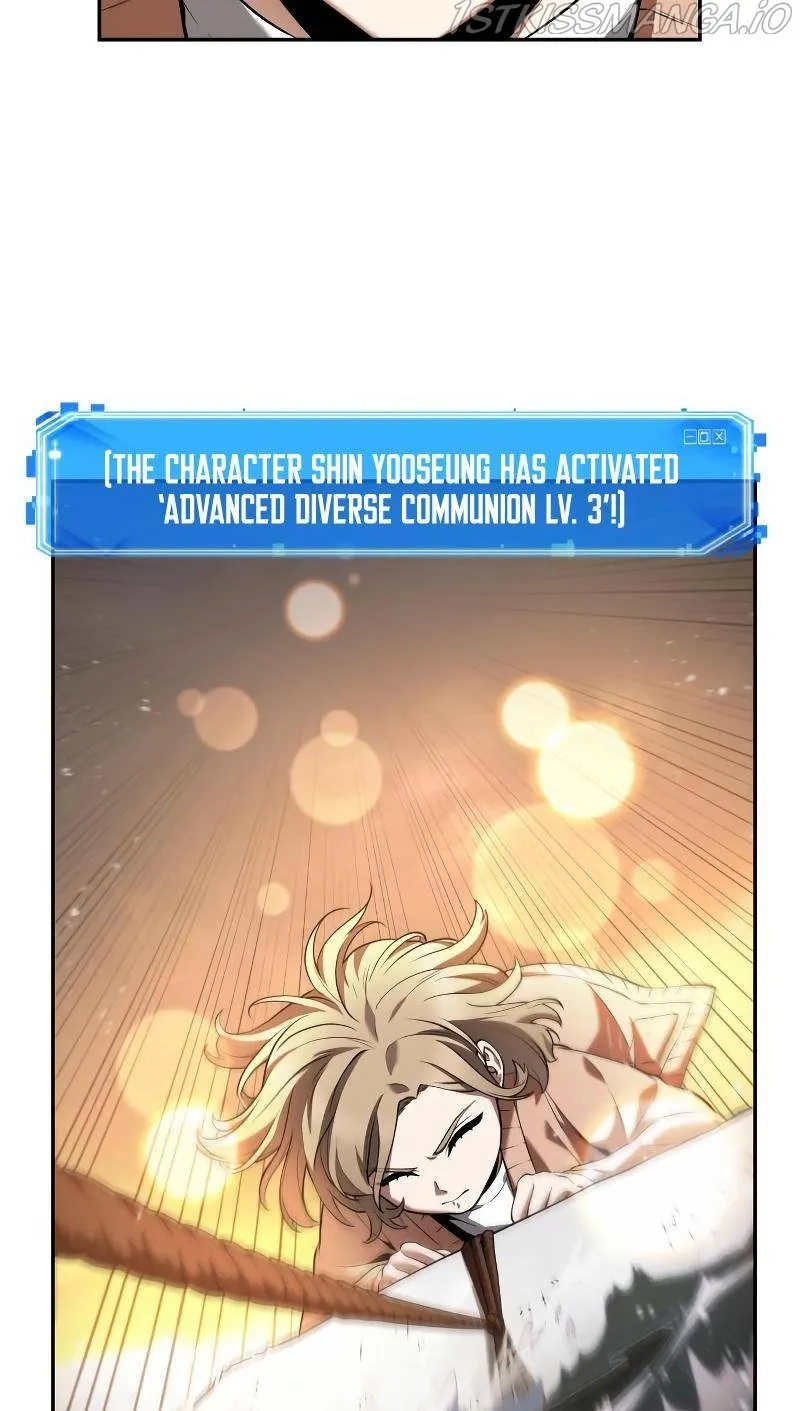 1STKISSMANGA.IO
(THE CHARACTER SHIN YOOSEUNG HAS ACTIVATED
'ADVANCED DIVERSE COMMUNION LV. 3'!)